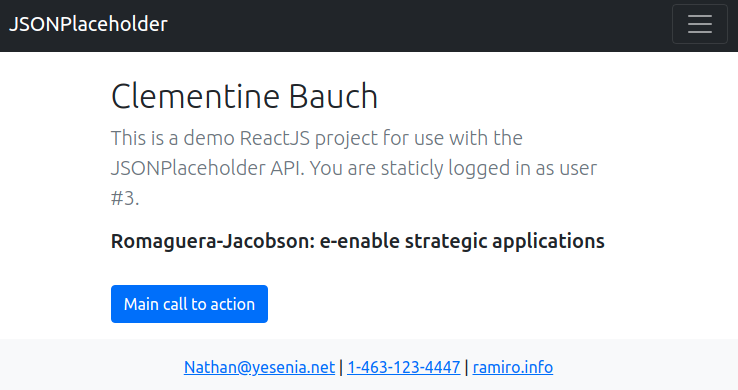 JSONPlaceholder
Clementine Bauch
This is a demo ReactJS project for use with the
JSONPlaceholder API. You are staticly logged in as user
#3.
Romaguera-Jacobson: e-enable strategic applications
Main call to action
Nathan@yesenia.net | 1-463-123-4447 | ramiro.info